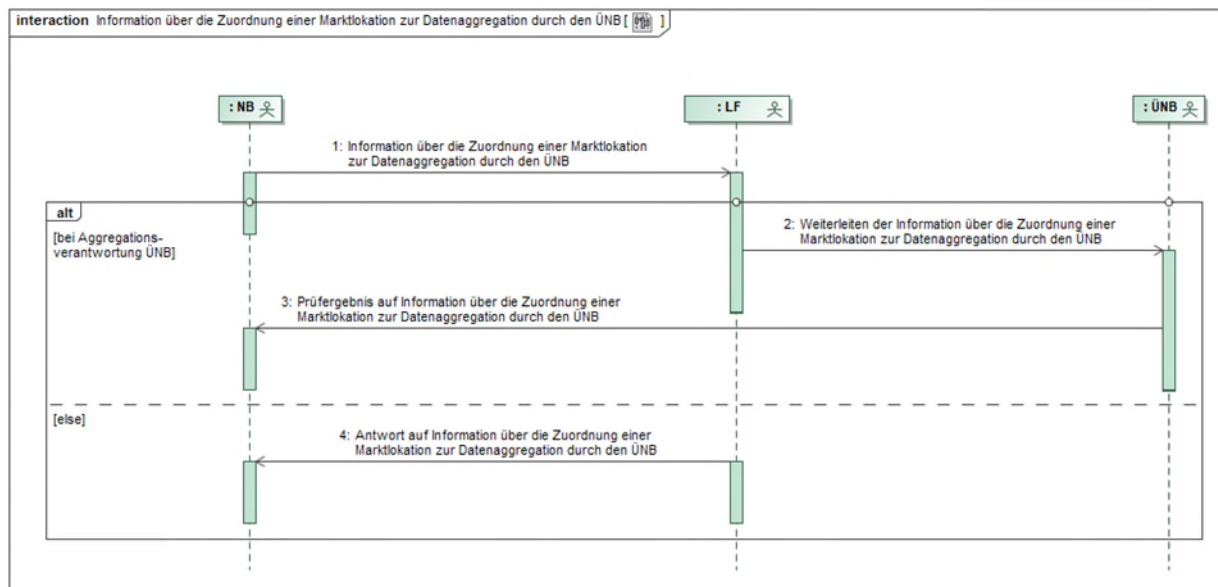 interaction Information über die Zuordnung einer Marktlokation zur Datenaggregation durch den ÜNB [ ]
: NB
: LF
: ÜNB
1: Information über die Zuordnung einer Marktlokation
zur Datenaggregation durch den ÜNB
alt
[bei Aggregations-
verantwortung ÜNB]
2: Weiterleiten der Information über die Zuordnung einer
Marktlokation zur Datenaggregation durch den ÜNB
3: Prüfergebnis auf Information über die Zuordnung einer
Marktlokation zur Datenaggregation durch den ÜNB
[else]
4: Antwort auf Information über die Zuordnung einer
Marktlokation zur Datenaggregation durch den ÜNB